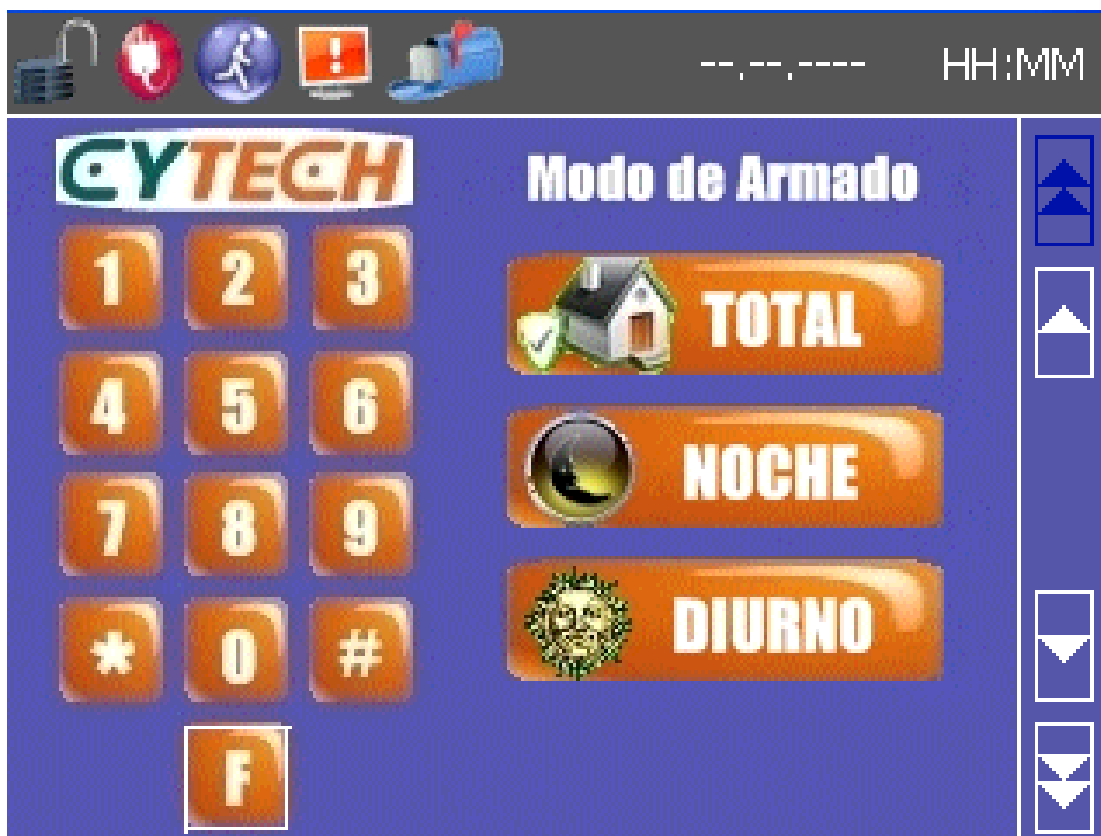 --.--.---- HH:MM
CYTECH
Modo de Armado
1 2 3
TOTAL
4 5 6
NOCHE
7 8 9
DIURNO
* 0 #
F